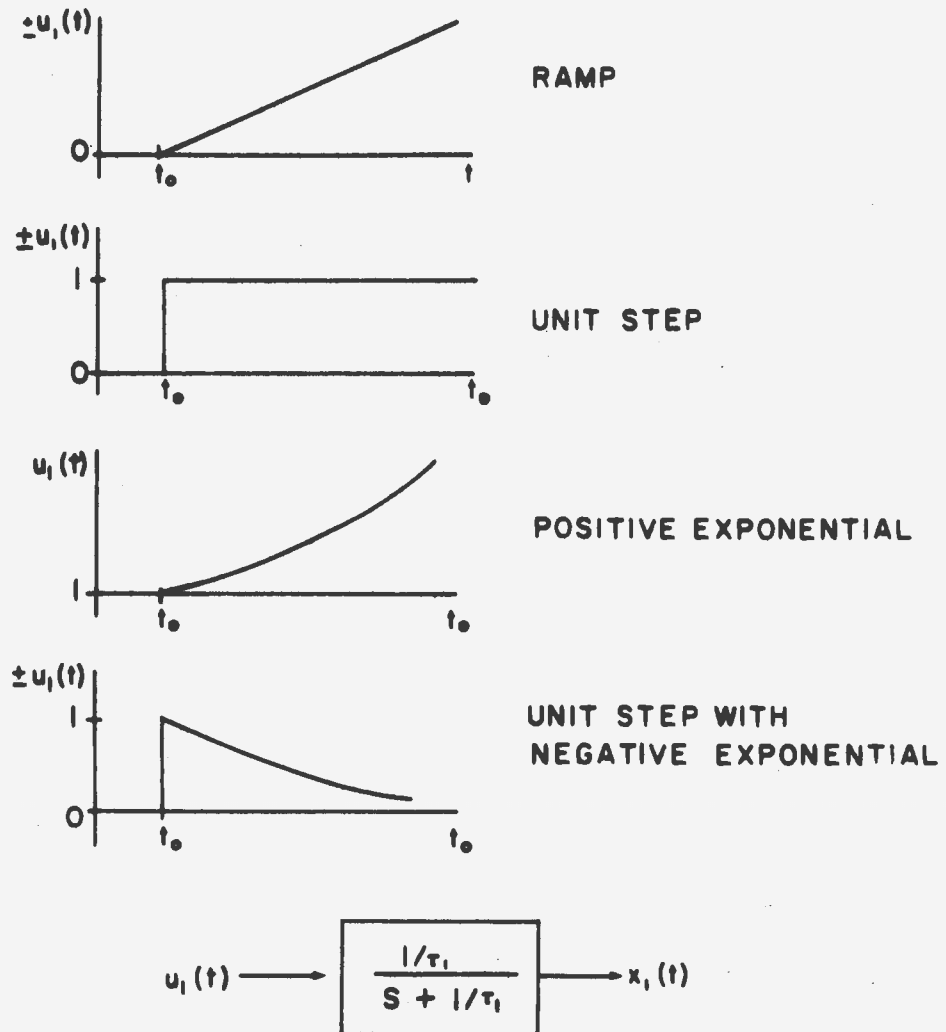 ±u₁(t)
RAMP
0
t₀
t
±u₁(t)
1
UNIT STEP
0
t₀ t₀
u₁(t)
POSITIVE EXPONENTIAL
1
t₀ t₀
±u₁(t)
1
UNIT STEP WITH
NEGATIVE EXPONENTIAL
0
t₀ t₀
u₁(t)
1/τ₁
S + 1/τ₁
x₁(t)